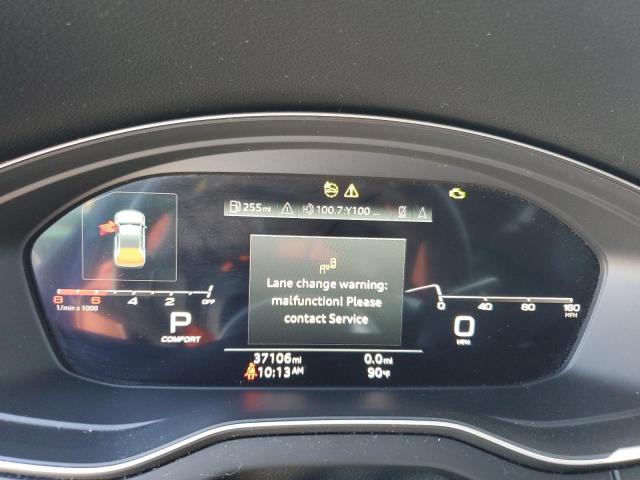 255mi 100.7:Y100 ...
Lane change warning:
malfunction! Please
contact Service
8 6 4 2 OFF
1/min x 1000
P
COMFORT
0 40 80 160
MPH
0
MPH
37106mi 0.0mi
10:13AM 90°F